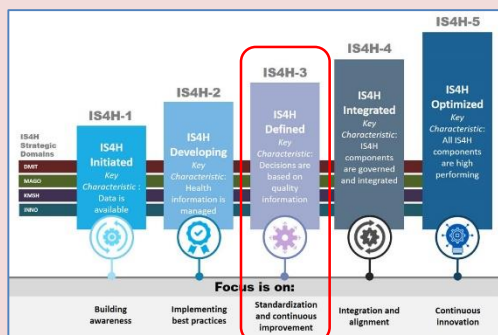 IS4H-5
IS4H-4
IS4H-3
IS4H-2
IS4H-1
IS4H
Strategic
Domains
DMIT
MAGO
KMSH
INNO
IS4H
Initiated
Key
Characteristic :
Data is
available
IS4H
Developing
Key
Characteristic:
Health
information is
managed
IS4H
Defined
Key
Characteristic:
Decisions are
based on
quality
information
IS4H
Integrated
Key
Characteristic:
IS4H
components
are governed
and integrated
IS4H
Optimized
Key
Characteristic:
All IS4H
components
are high
performing
Focus is on:
Building
awareness
Implementing
best practices
Standardization
and continuous
improvement
Integration and
alignment
Continuous
innovation